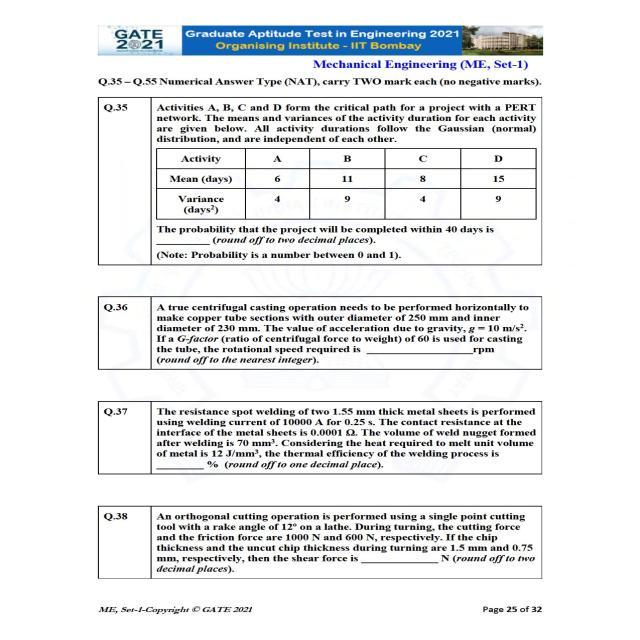 GATE
2021
Graduate Aptitude Test in Engineering 2021
Organising Institute - IIT Bombay
Mechanical Engineering (ME, Set-1)
Q.35 – Q.55 Numerical Answer Type (NAT), carry TWO mark each (no negative marks).
Q.35
Activities A, B, C and D form the critical path for a project with a PERT
network. The means and variances of the activity duration for each activity
are given below. All activity durations follow the Gaussian (normal)
distribution, and are independent of each other.
Activity A B C D
Mean (days) 6 11 8 15
Variance (days²) 4 9 4 9
The probability that the project will be completed within 40 days is
_________ (round off to two decimal places).
(Note: Probability is a number between 0 and 1).
Q.36
A true centrifugal casting operation needs to be performed horizontally to
make copper tube sections with outer diameter of 250 mm and inner
diameter of 230 mm. The value of acceleration due to gravity, g = 10 m/s².
If a G-factor (ratio of centrifugal force to weight) of 60 is used for casting
the tube, the rotational speed required is __________________rpm
(round off to the nearest integer).
Q.37
The resistance spot welding of two 1.55 mm thick metal sheets is performed
using welding current of 10000 A for 0.25 s. The contact resistance at the
interface of the metal sheets is 0.0001 Ω. The volume of weld nugget formed
after welding is 70 mm³. Considering the heat required to melt unit volume
of metal is 12 J/mm³, the thermal efficiency of the welding process is
________ % (round off to one decimal place).
Q.38
An orthogonal cutting operation is performed using a single point cutting
tool with a rake angle of 12° on a lathe. During turning, the cutting force
and the friction force are 1000 N and 600 N, respectively. If the chip
thickness and the uncut chip thickness during turning are 1.5 mm and 0.75
mm, respectively, then the shear force is _____________ N (round off to two
decimal places).
ME, Set-1-Copyright © GATE 2021
Page 25 of 32